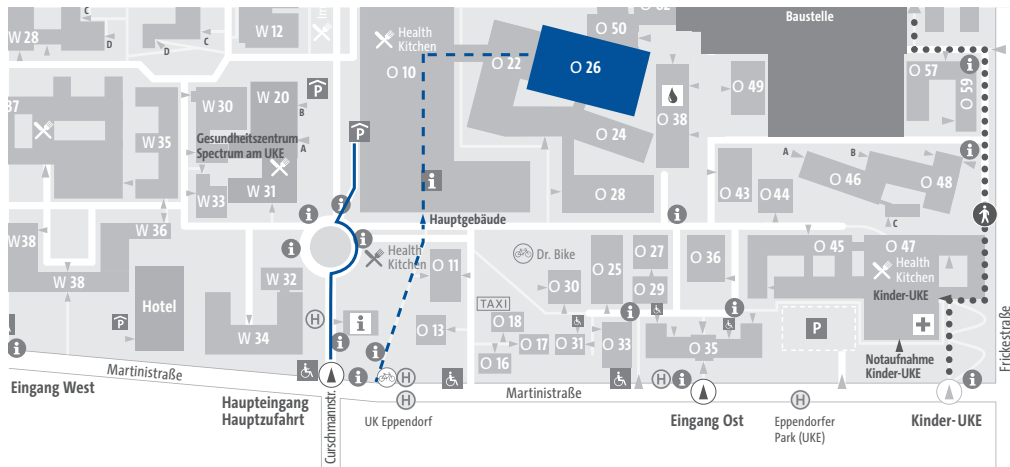 C
W 28
D
C
D
W 12
Health
Kitchen
O 10
O 50
O 22
O 26
Baustelle
O 57
O 59
O 49
O 38
O 24
37
W 30
W 20
B
W 35
Gesundheitszentrum
Spectrum am UKE
A
P
P
W 33
W 31
i
O 28
O 43
O 44
A
O 46
B
O 48
C
W 36
W38
W 38
Hauptgebäude
Health
Kitchen
O 11
Dr. Bike
O 25
O 27
O 36
O 45
O 47
Health
Kitchen
Hotel
W 32
O 30
O 29
Kinder-UKE
P
H
i
W 34
O 13
TAXI
O 18
O 17
O 16
O 31
O 33
O 35
P
Notaufnahme
Kinder-UKE
Frickestraße
Martinistraße
Martinistraße
Eingang West
Haupteingang
Hauptzufahrt
Curschmannstr.
H
H
UK Eppendorf
H
Eingang Ost
H
Eppendorfer
Park (UKE)
Kinder-UKE